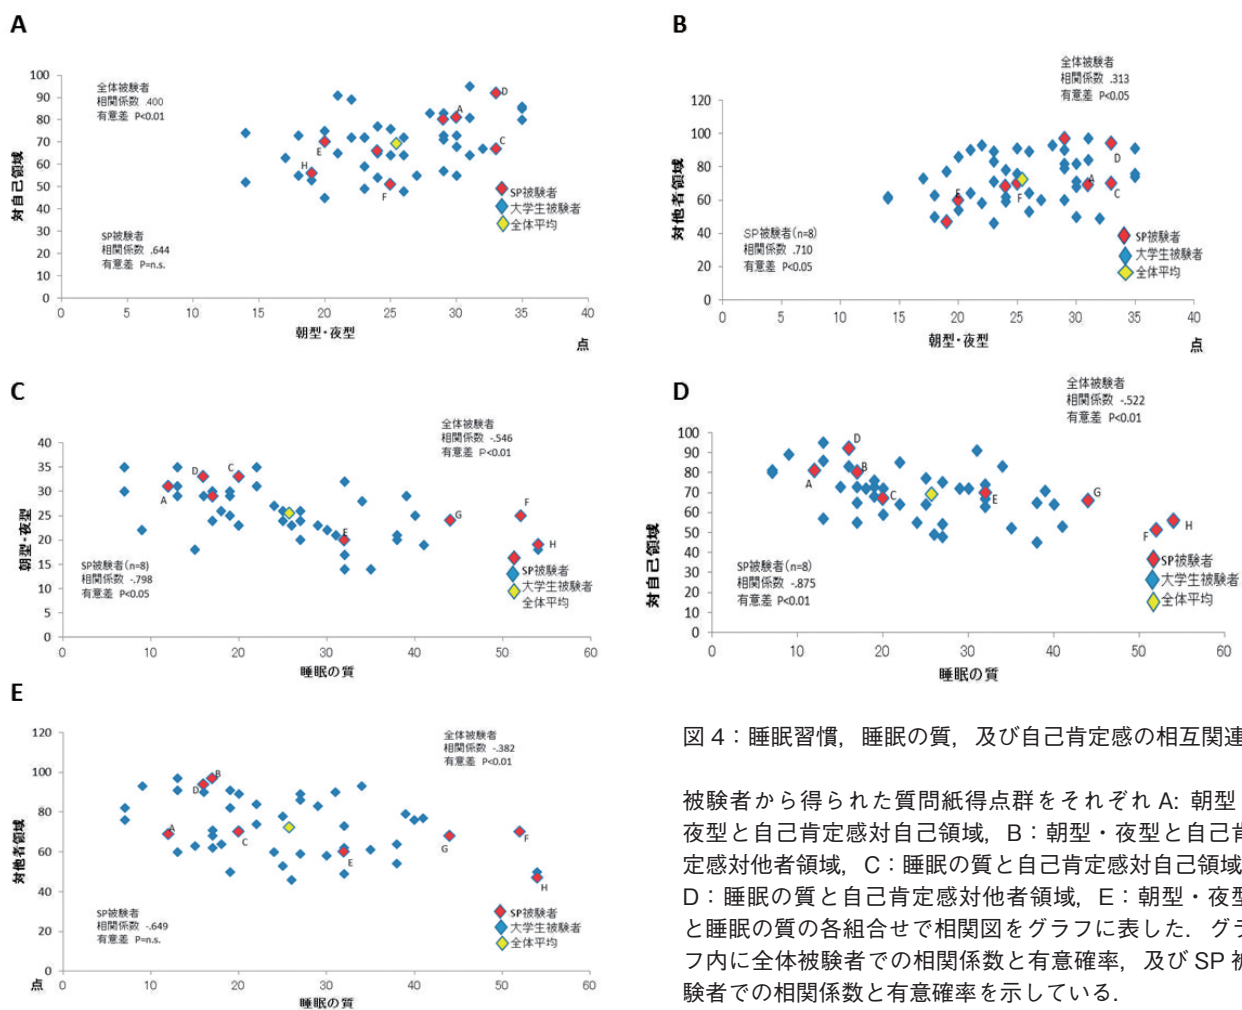 A
全体被験者
相関係数 .400
有意差 P<0.01
100
90
80
70
60
50
40
30
20
10
0
対自己領域
D
A
C
E
H
F
SP被験者
大学生被験者
全体平均
SP被験者
相関係数 .644
有意差 P=n.s.
0 5 10 15 20 25 30 35 40
朝型・夜型
点
B
全体被験者
相関係数 .313
有意差 P<0.05
120
100
80
60
40
20
0
対他者領域
D
A
C
E
F
SP被験者(n=8)
相関係数 .710
有意差 P<0.05
SP被験者
大学生被験者
全体平均
0 5 10 15 20 25 30 35 40
朝型・夜型
点
C
全体被験者
相関係数 -.546
有意差 P<0.01
40
35
30
25
20
15
10
5
0
朝型・夜型
D
C
A
F
G
E
H
SP被験者(n=8)
相関係数 -.798
有意差 P<0.05
SP被験者
大学生被験者
全体平均
0 10 20 30 40 50 60
睡眠の質
D
全体被験者
相関係数 -.522
有意差 P<0.01
100
90
80
70
60
50
40
30
20
10
0
対自己領域
D
B
A
C
E
G
H
F
SP被験者(n=8)
相関係数 -.875
有意差 P<0.01
SP被験者
大学生被験者
全体平均
0 10 20 30 40 50 60
睡眠の質
E
全体被験者
相関係数 -.382
有意差 P<0.01
120
100
80
60
40
20
0
対他者領域
B
D
A
C
G
F
E
H
SP被験者
相関係数 -.649
有意差 P=n.s.
SP被験者
大学生被験者
全体平均
点
0 10 20 30 40 50 60
睡眠の質
図 4：睡眠習慣，睡眠の質，及び自己肯定感の相互関連
被験者から得られた質問紙得点群をそれぞれ A: 朝型
夜型と自己肯定感対自己領域，B：朝型・夜型と自己肯
定感対他者領域，C：睡眠の質と自己肯定感対自己領域
D：睡眠の質と自己肯定感対他者領域，E：朝型・夜型
と睡眠の質の各組合せで相関図をグラフに表した．グラ
フ内に全体被験者での相関係数と有意確率，及び SP 被
験者での相関係数と有意確率を示している．